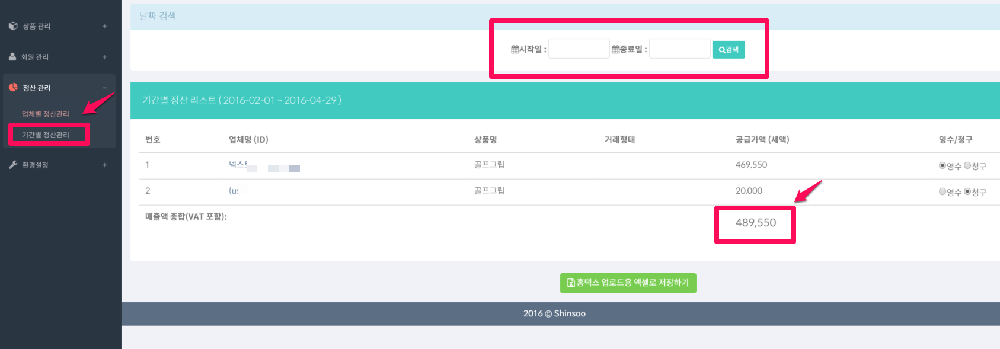 상품 관리 +
회원 관리 +
정산 관리 −
업체별 정산관리
기간별 정산관리
환경설정 +
날짜 검색
시작일 : 종료일 : 검색
기간별 정산 리스트 ( 2016-02-01 ~ 2016-04-29 )
번호 업체명 (ID) 상품명 거래형태 공급가액 (세액) 영수/청구
1 골프그립 469,550 영수 청구
2 골프그립 20,000 영수 청구
매출액 총합(VAT 포함): 489,550
홈택스 업로드용 엑셀로 저장하기
2016 © Shinsoo